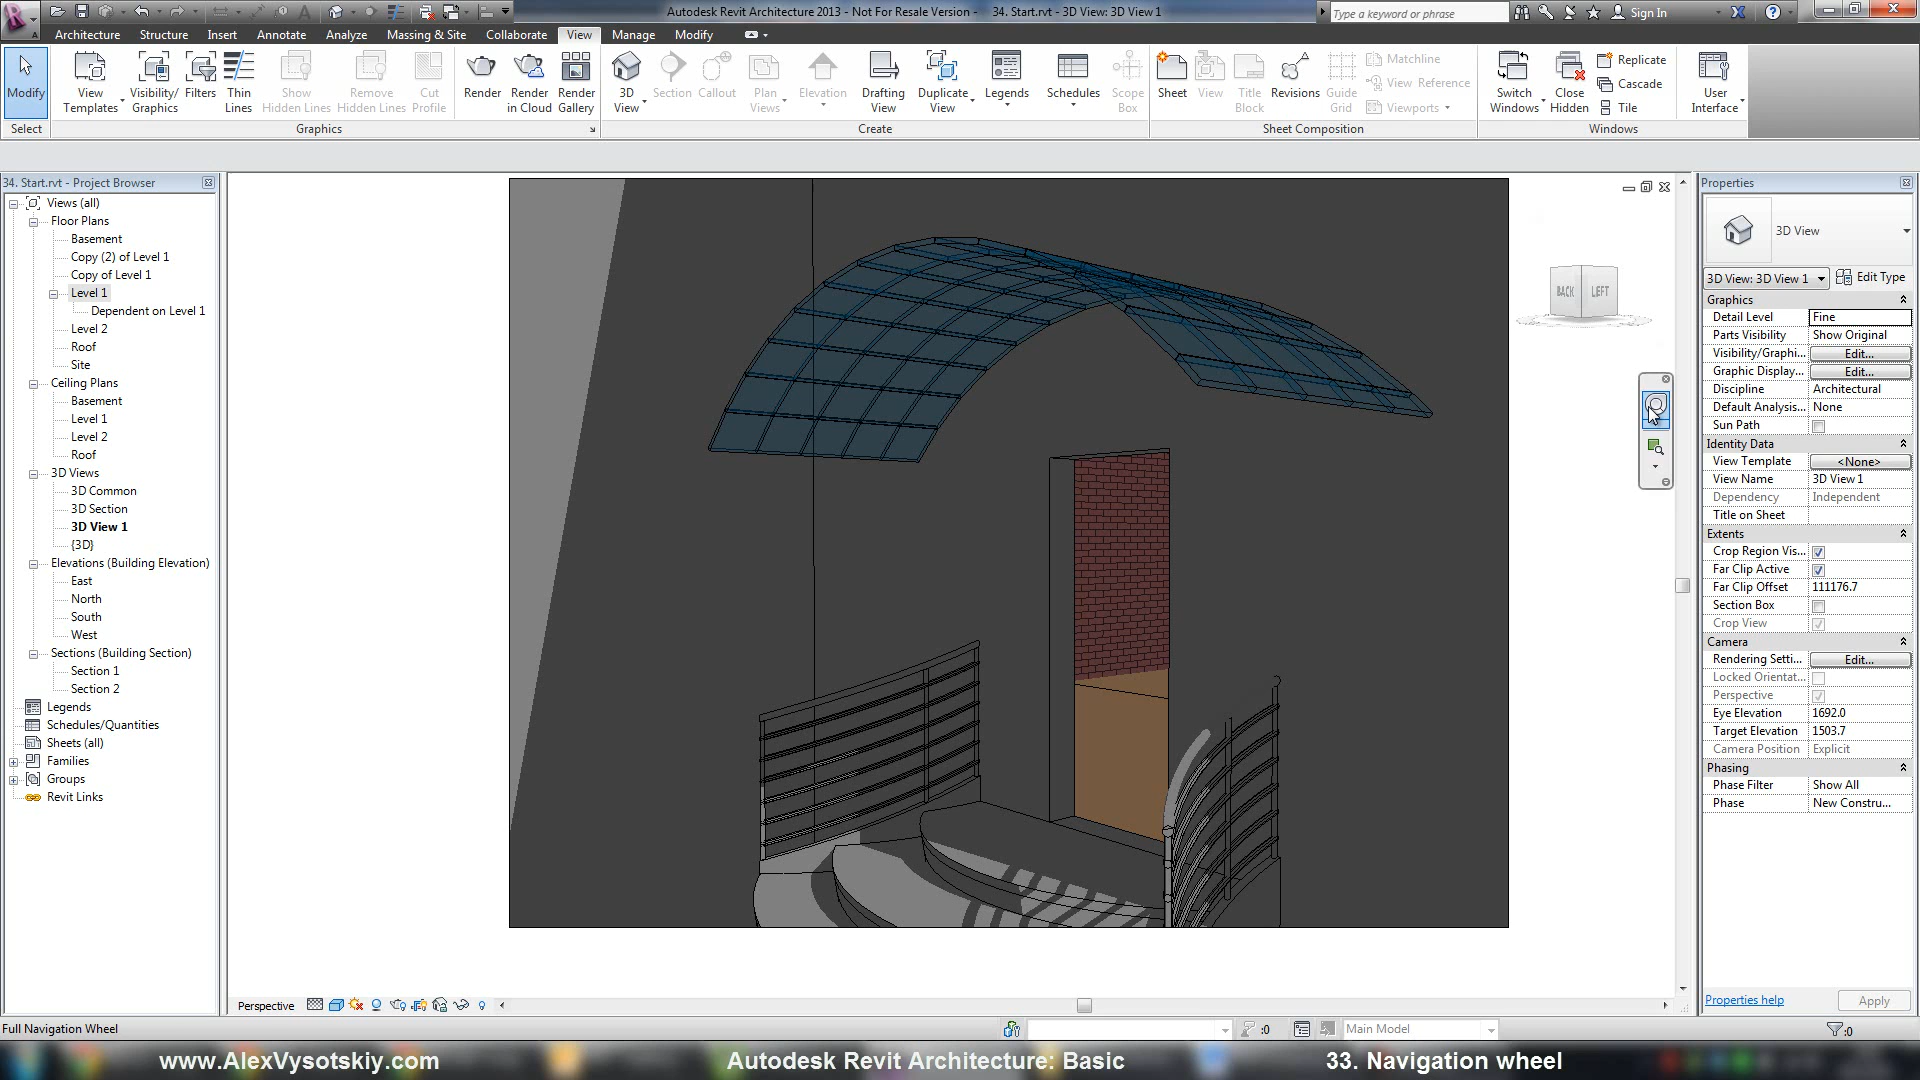 Autodesk Revit Architecture 2013 - Not For Resale Version -    34. Start.rvt - 3D View: 3D View 1
Type a keyword or phrase
Sign In
Architecture
Structure
Insert
Annotate
Analyze
Massing & Site
Collaborate
View
Manage
Modify
Modify
View Templates
Visibility/ Graphics
Filters
Thin Lines
Show Hidden Lines
Remove Hidden Lines
Cut Profile
Render
Render in Cloud
Render Gallery
3D View
Section
Callout
Plan Views
Elevation
Drafting View
Duplicate View
Legends
Schedules
Scope Box
Sheet
View
Title Block
Revisions
Guide Grid
Matchline
View Reference
Viewports
Switch Windows
Close Hidden
Replicate
Cascade
Tile
User Interface
Select
Graphics
Create
Sheet Composition
Windows
34. Start.rvt - Project Browser
Views (all)
Floor Plans
Basement
Copy (2) of Level 1
Copy of Level 1
Level 1
Dependent on Level 1
Level 2
Roof
Site
Ceiling Plans
Basement
Level 1
Level 2
Roof
3D Views
3D Common
3D Section
3D View 1
{3D}
Elevations (Building Elevation)
East
North
South
West
Sections (Building Section)
Section 1
Section 2
Legends
Schedules/Quantities
Sheets (all)
Families
Groups
Revit Links
BACK
LEFT
Properties
3D View
3D View: 3D View 1
Edit Type
Graphics
Detail Level Fine
Parts Visibility Show Original
Visibility/Graphi... Edit...
Graphic Display... Edit...
Discipline Architectural
Default Analysis... None
Sun Path
Identity Data
View Template <None>
View Name 3D View 1
Dependency Independent
Title on Sheet
Extents
Crop Region Vis...
Far Clip Active
Far Clip Offset 111176.7
Section Box
Crop View
Camera
Rendering Setti... Edit...
Locked Orientat...
Perspective
Eye Elevation 1692.0
Target Elevation 1503.7
Camera Position Explicit
Phasing
Phase Filter Show All
Phase New Constru...
Properties help
Apply
Perspective
Full Navigation Wheel
:0
Main Model
:0
www.AlexVysotskiy.com
Autodesk Revit Architecture: Basic
33. Navigation wheel